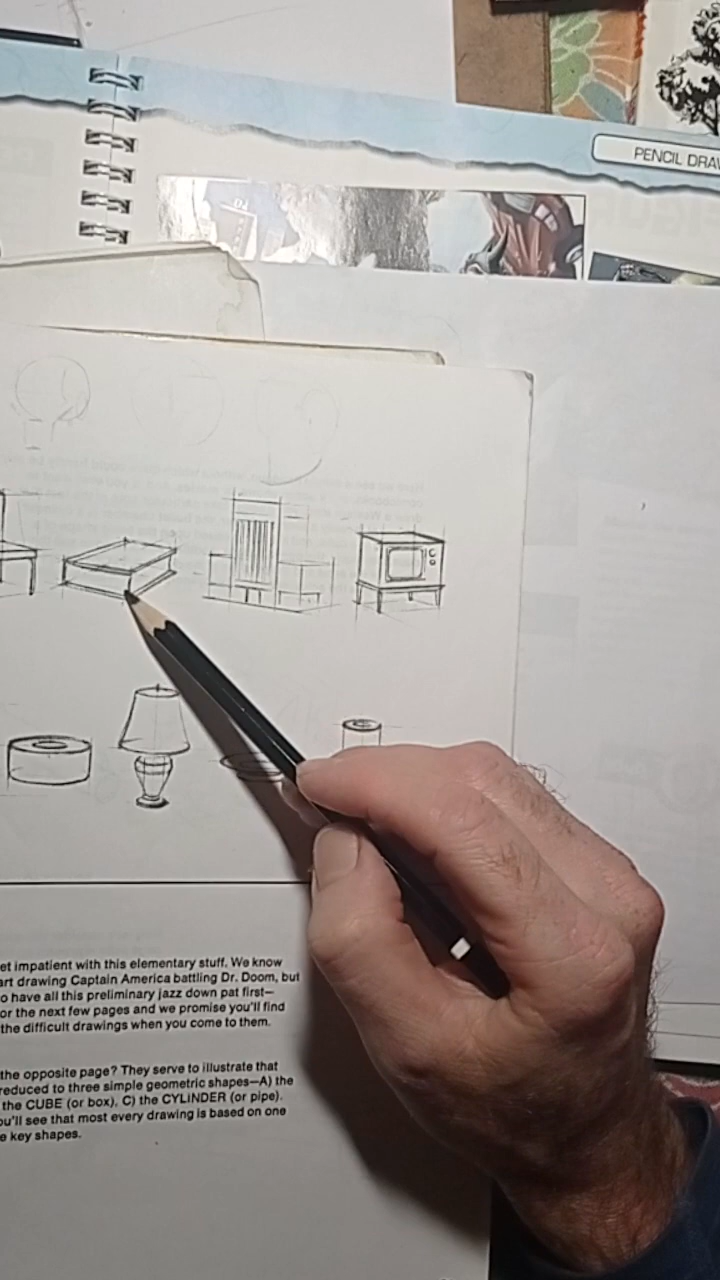 PENCIL DRA
et impatient with this elementary stuff. We know
art drawing Captain America battling Dr. Doom, but
o have all this preliminary jazz down pat first—
or the next few pages and we promise you'll find
the difficult drawings when you come to them.
the opposite page? They serve to illustrate that
reduced to three simple geometric shapes—A) the
the CUBE (or box), C) the CYLINDER (or pipe).
ou'll see that most every drawing is based on one
e key shapes.